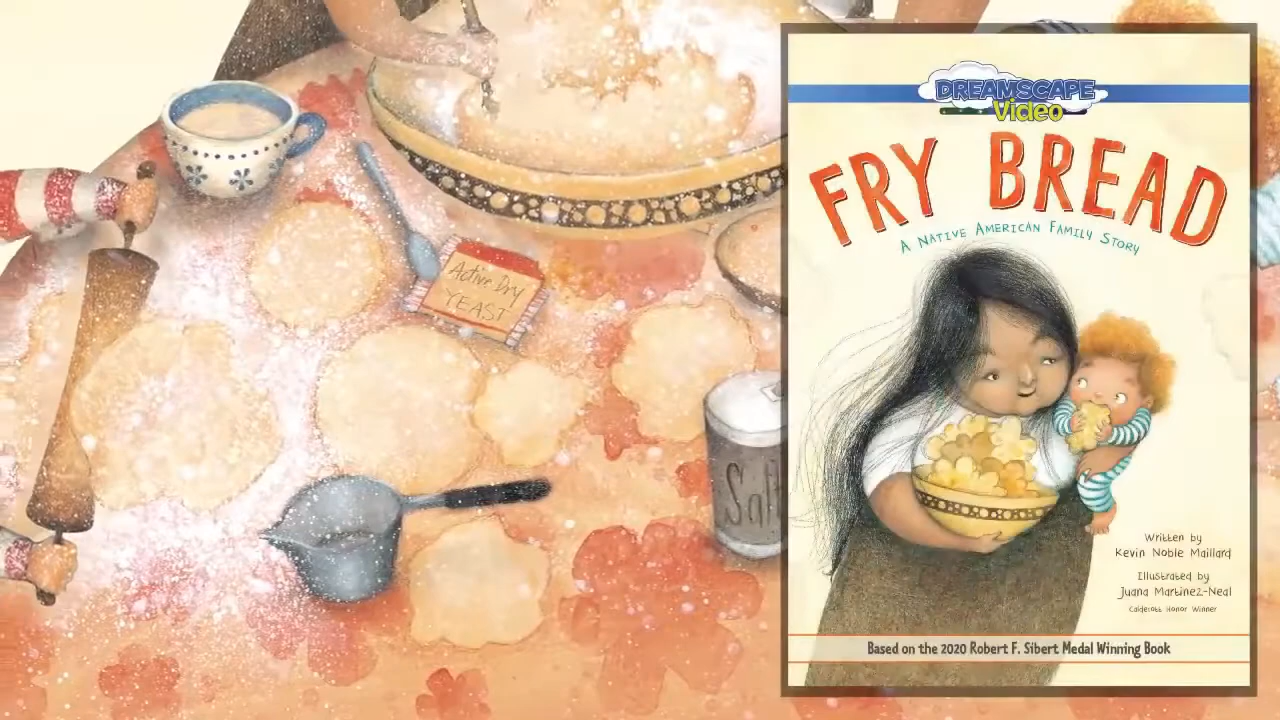 Active Dry
YEAST
Salt
DREAMSCAPE
Video
FRY BREAD
A NATIVE AMERICAN FAMILY STORY
Written by
Kevin Noble Maillard
Illustrated by
Juana Martinez-Neal
Caldecott Honor Winner
Based on the 2020 Robert F. Sibert Medal Winning Book